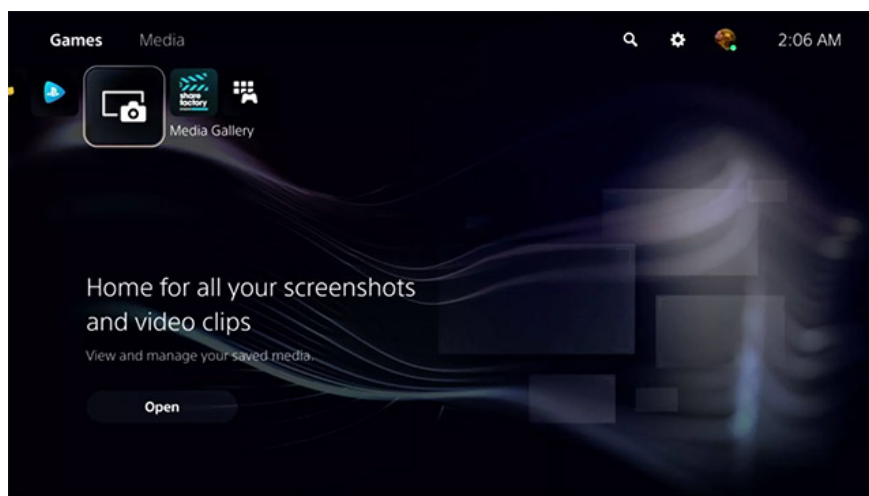 Games Media 2:06 AM
share
factory
Media Gallery
Home for all your screenshots
and video clips
View and manage your saved media.
Open